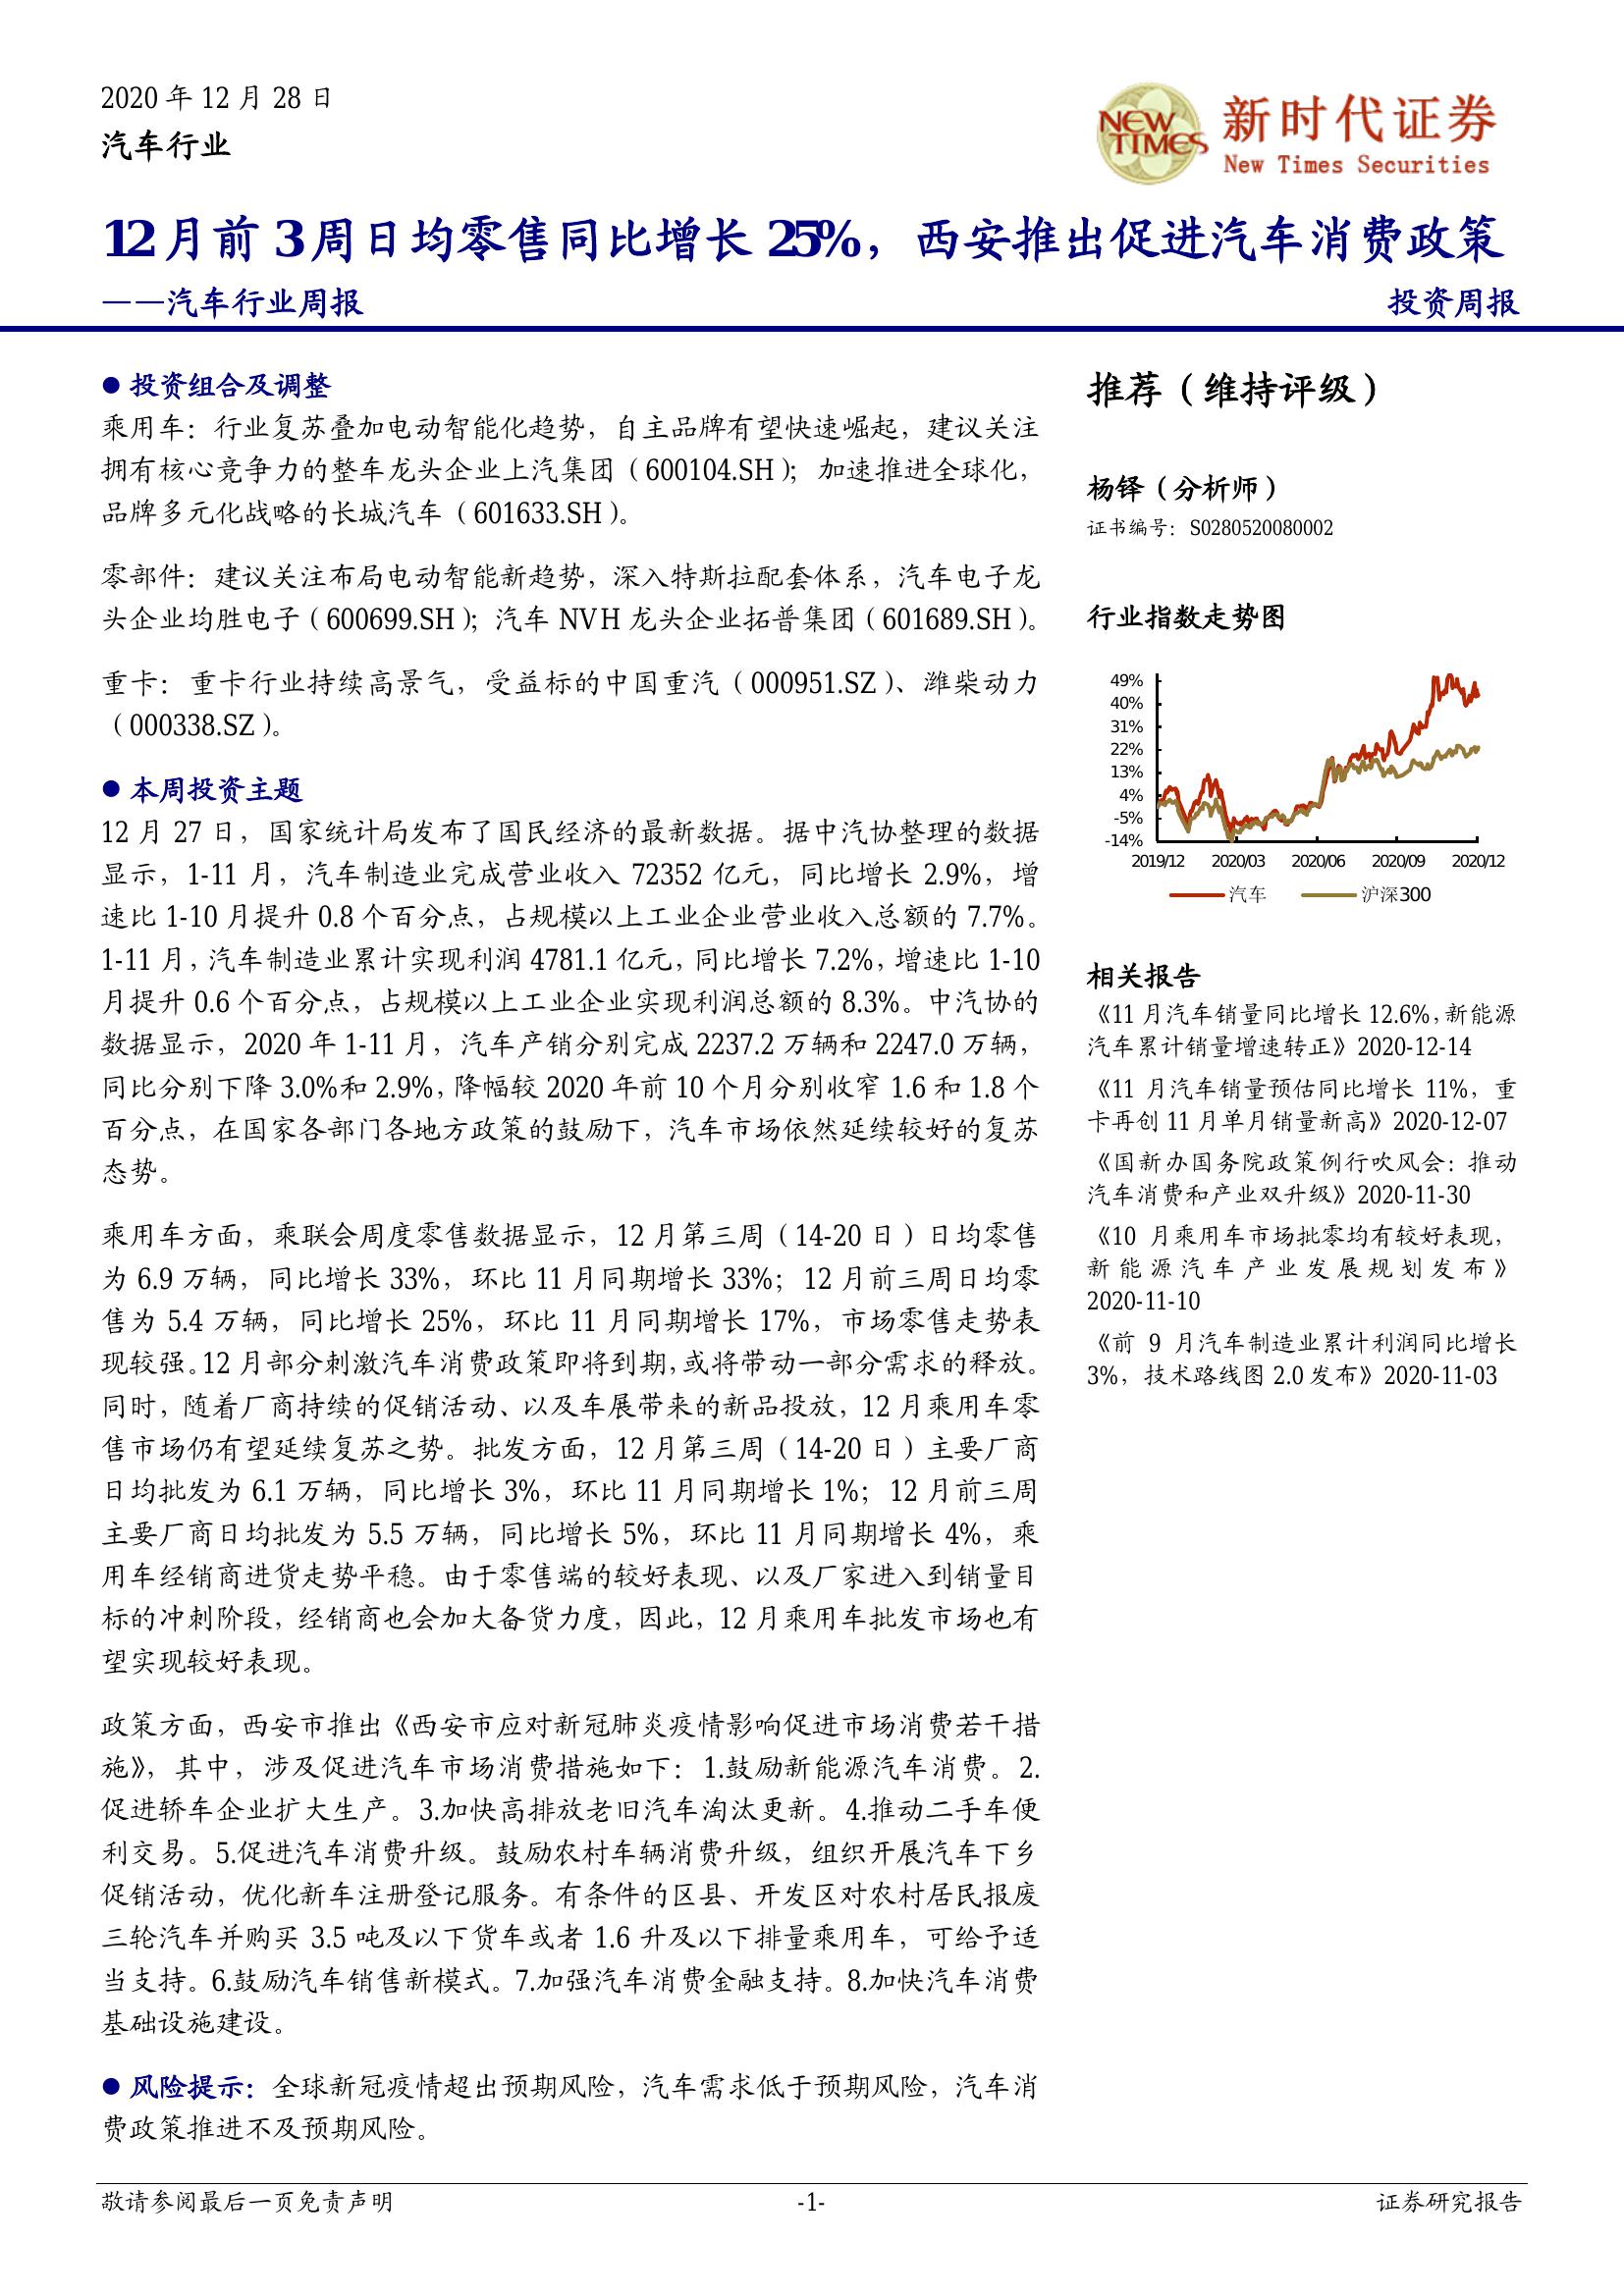 2020 年 12 月 28 日
汽车行业
NEW TIMES
新时代证券
New Times Securities
12 月前 3 周日均零售同比增长 25%，西安推出促进汽车消费政策
——汽车行业周报
投资周报
● 投资组合及调整
乘用车：行业复苏叠加电动智能化趋势，自主品牌有望快速崛起，建议关注
拥有核心竞争力的整车龙头企业上汽集团（600104.SH）；加速推进全球化，
品牌多元化战略的长城汽车（601633.SH）。
零部件：建议关注布局电动智能新趋势，深入特斯拉配套体系，汽车电子龙
头企业均胜电子（600699.SH）；汽车 NVH 龙头企业拓普集团（601689.SH）。
重卡：重卡行业持续高景气，受益标的中国重汽（000951.SZ）、潍柴动力
（000338.SZ）。
● 本周投资主题
12 月 27 日，国家统计局发布了国民经济的最新数据。据中汽协整理的数据
显示，1-11 月，汽车制造业完成营业收入 72352 亿元，同比增长 2.9%，增
速比 1-10 月提升 0.8 个百分点，占规模以上工业企业营业收入总额的 7.7%。
1-11 月，汽车制造业累计实现利润 4781.1 亿元，同比增长 7.2%，增速比 1-10
月提升 0.6 个百分点，占规模以上工业企业实现利润总额的 8.3%。中汽协的
数据显示，2020 年 1-11 月，汽车产销分别完成 2237.2 万辆和 2247.0 万辆，
同比分别下降 3.0%和 2.9%，降幅较 2020 年前 10 个月分别收窄 1.6 和 1.8 个
百分点，在国家各部门各地方政策的鼓励下，汽车市场依然延续较好的复苏
态势。
乘用车方面，乘联会周度零售数据显示，12 月第三周（14-20 日）日均零售
为 6.9 万辆，同比增长 33%，环比 11 月同期增长 33%；12 月前三周日均零
售为 5.4 万辆，同比增长 25%，环比 11 月同期增长 17%，市场零售走势表
现较强。12 月部分刺激汽车消费政策即将到期，或将带动一部分需求的释放。
同时，随着厂商持续的促销活动、以及车展带来的新品投放，12 月乘用车零
售市场仍有望延续复苏之势。批发方面，12 月第三周（14-20 日）主要厂商
日均批发为 6.1 万辆，同比增长 3%，环比 11 月同期增长 1%；12 月前三周
主要厂商日均批发为 5.5 万辆，同比增长 5%，环比 11 月同期增长 4%，乘
用车经销商进货走势平稳。由于零售端的较好表现、以及厂家进入到销量目
标的冲刺阶段，经销商也会加大备货力度，因此，12 月乘用车批发市场也有
望实现较好表现。
政策方面，西安市推出《西安市应对新冠肺炎疫情影响促进市场消费若干措
施》，其中，涉及促进汽车市场消费措施如下：1.鼓励新能源汽车消费。2.
促进轿车企业扩大生产。3.加快高排放老旧汽车淘汰更新。4.推动二手车便
利交易。5.促进汽车消费升级。鼓励农村车辆消费升级，组织开展汽车下乡
促销活动，优化新车注册登记服务。有条件的区县、开发区对农村居民报废
三轮汽车并购买 3.5 吨及以下货车或者 1.6 升及以下排量乘用车，可给予适
当支持。6.鼓励汽车销售新模式。7.加强汽车消费金融支持。8.加快汽车消费
基础设施建设。
● 风险提示：全球新冠疫情超出预期风险，汽车需求低于预期风险，汽车消
费政策推进不及预期风险。
推荐（维持评级）
杨铎（分析师）
证书编号：S0280520080002
行业指数走势图
49%
40%
31%
22%
13%
4%
-5%
-14%
2019/12 2020/03 2020/06 2020/09 2020/12
汽车 沪深300
相关报告
《11 月汽车销量同比增长 12.6%，新能源
汽车累计销量增速转正》2020-12-14
《11 月汽车销量预估同比增长 11%，重
卡再创 11 月单月销量新高》2020-12-07
《国新办国务院政策例行吹风会：推动
汽车消费和产业双升级》2020-11-30
《10 月乘用车市场批零均有较好表现，
新能源汽车产业发展规划发布》
2020-11-10
《前 9 月汽车制造业累计利润同比增长
3%，技术路线图 2.0 发布》2020-11-03
敬请参阅最后一页免责声明
-1-
证券研究报告